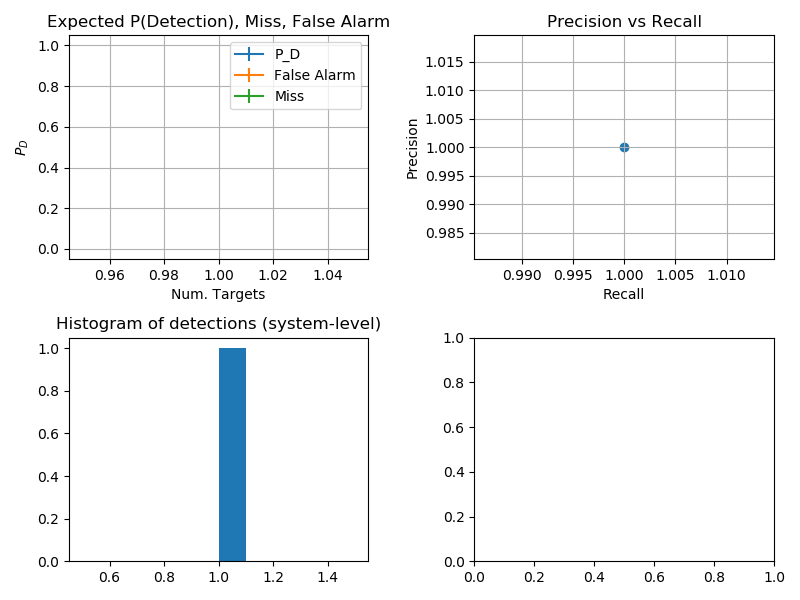 Expected P(Detection), Miss, False Alarm
1.0
0.8
0.6
0.4
0.2
0.0
P_D
False Alarm
Miss
P_D
0.96 0.98 1.00 1.02 1.04
Num. Targets
Precision vs Recall
1.015
1.010
1.005
1.000
0.995
0.990
0.985
Precision
0.990 0.995 1.000 1.005 1.010
Recall
Histogram of detections (system-level)
1.0
0.8
0.6
0.4
0.2
0.0
0.6 0.8 1.0 1.2 1.4
1.0
0.8
0.6
0.4
0.2
0.0
0.0 0.2 0.4 0.6 0.8 1.0